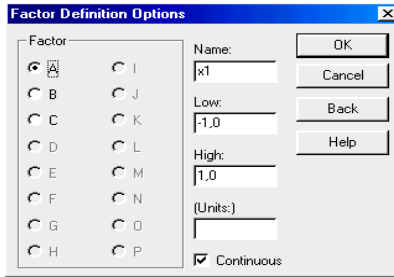 Factor Definition Options
Factor
A
B
C
D
E
F
G
H
I
J
K
L
M
N
O
P
Name:
x1
Low:
-1,0
High:
1,0
(Units:)
Continuous
OK
Cancel
Back
Help